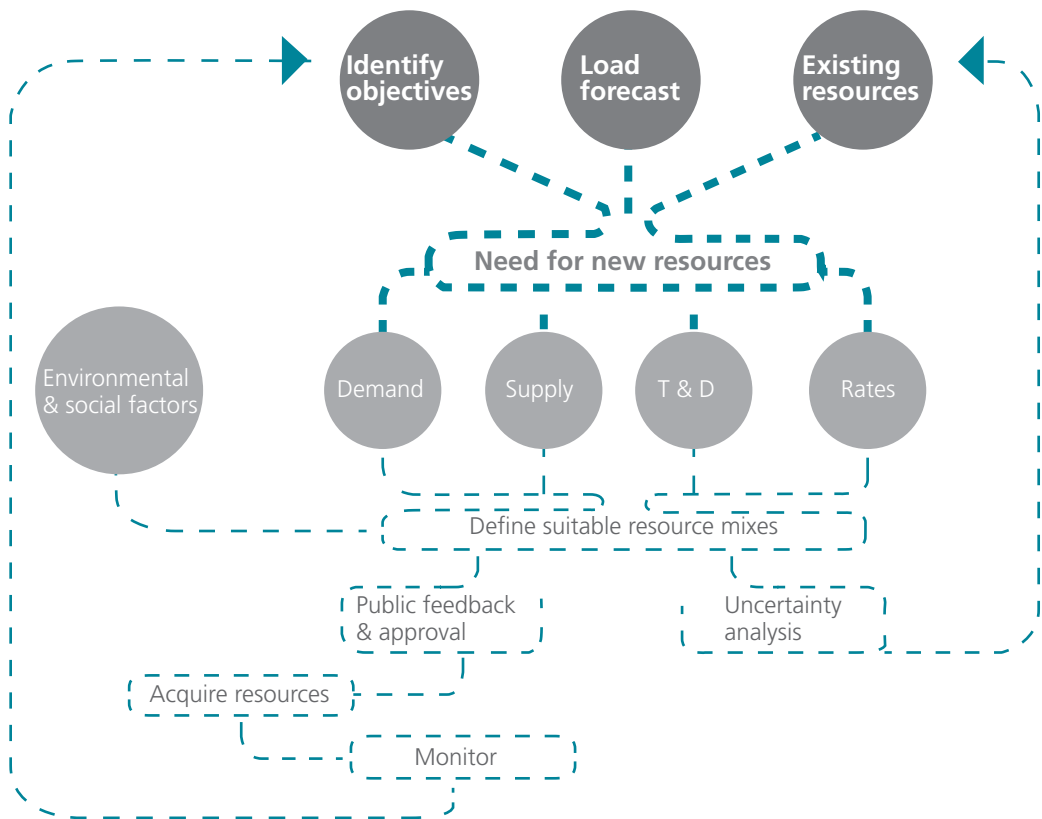 Identify
objectives
Load
forecast
Existing
resources
Need for new resources
Environmental
& social factors
Demand
Supply
T & D
Rates
Define suitable resource mixes
Public feedback
& approval
Uncertainty
analysis
Acquire resources
Monitor